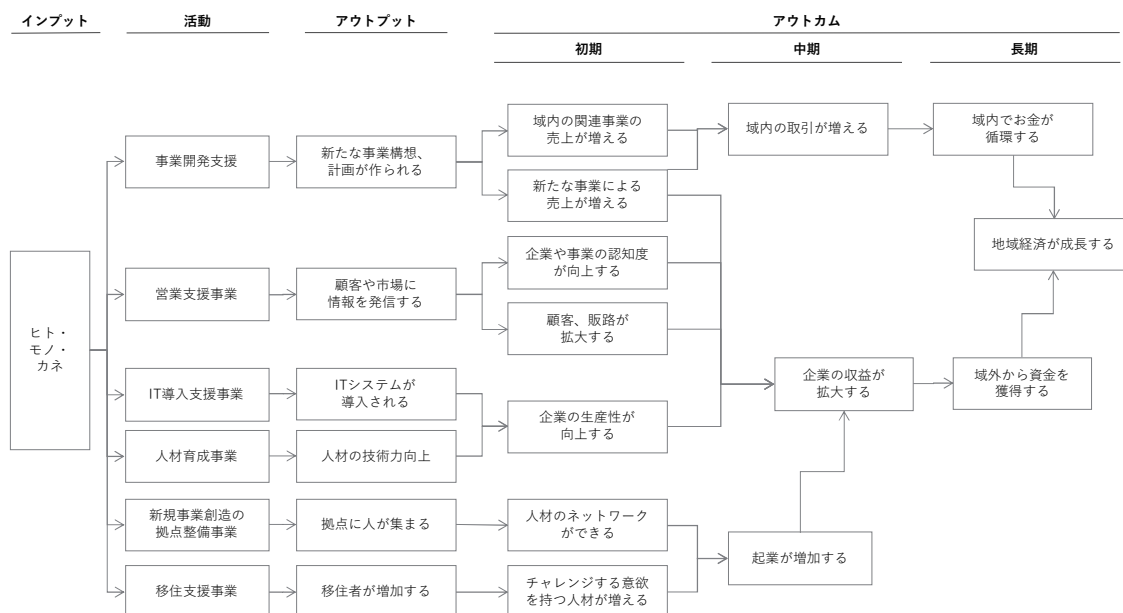 インプット
活動
アウトプット
アウトカム
初期
中期
長期
ヒト・
モノ・
カネ
事業開発支援
新たな事業構想、
計画が作られる
域内の関連事業の
売上が増える
新たな事業による
売上が増える
域内の取引が増える
域内でお金が
循環する
地域経済が成長する
営業支援事業
顧客や市場に
情報を発信する
企業や事業の認知度
が向上する
顧客、販路が
拡大する
IT導入支援事業
ITシステムが
導入される
人材育成事業
人材の技術力向上
企業の生産性が
向上する
企業の収益が
拡大する
域外から資金を
獲得する
新規事業創造の
拠点整備事業
拠点に人が集まる
人材のネットワーク
ができる
起業が増加する
移住支援事業
移住者が増加する
チャレンジする意欲
を持つ人材が増える